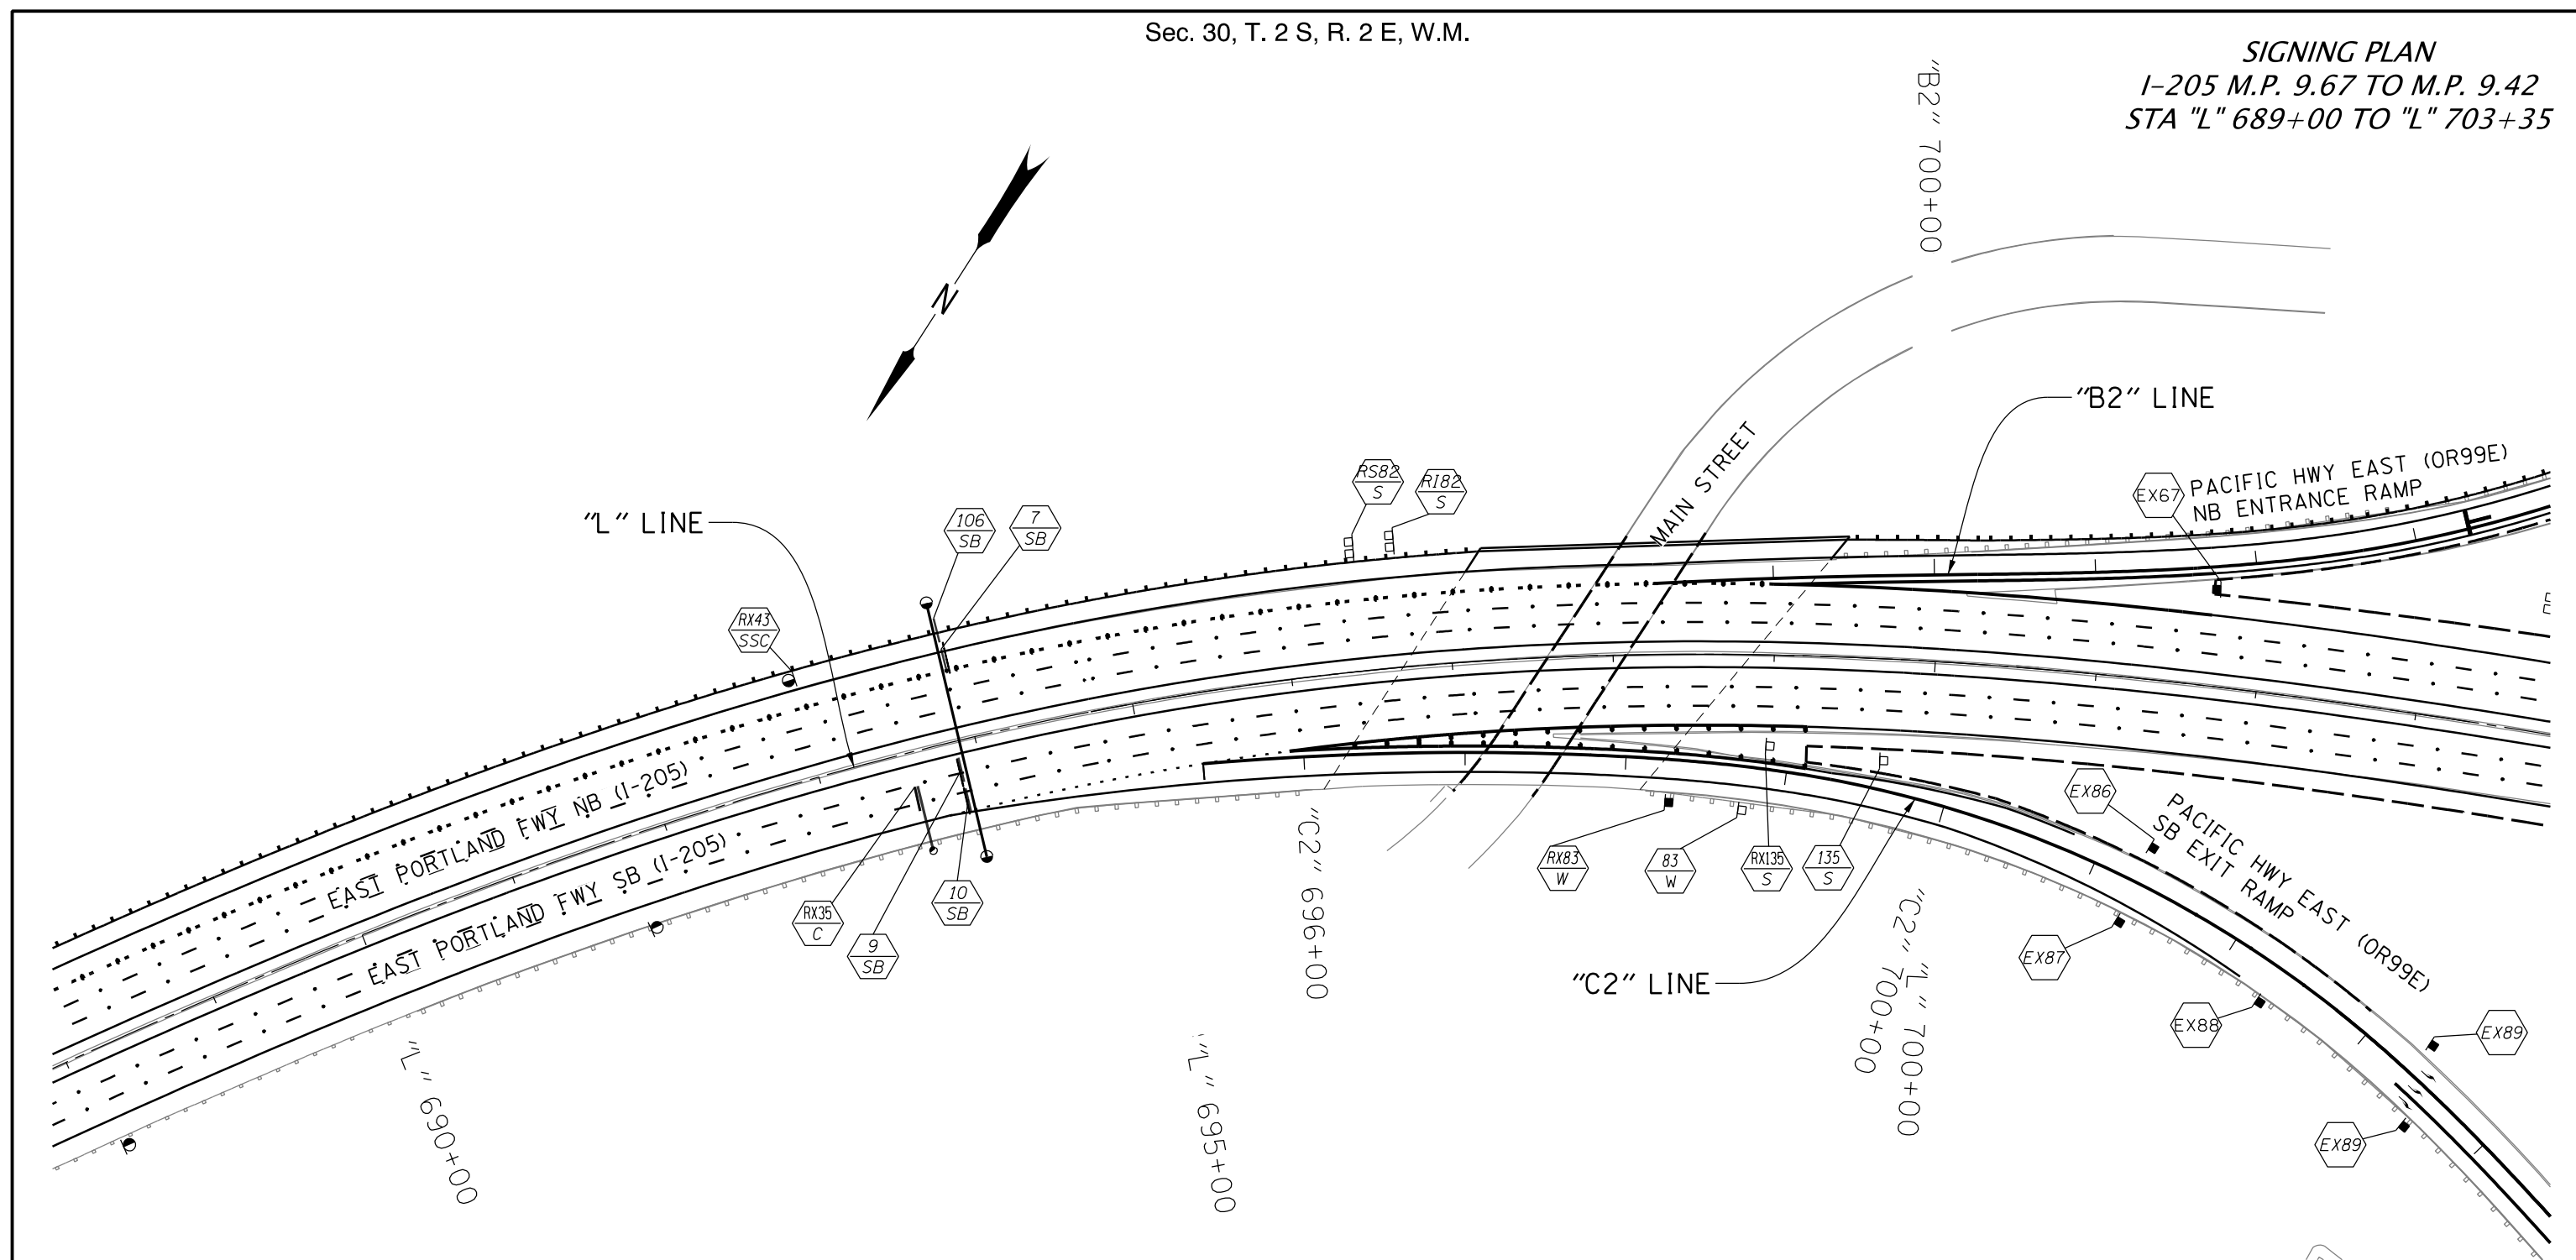 Sec. 30, T. 2 S, R. 2 E, W.M.
SIGNING PLAN
I-205 M.P. 9.67 TO M.P. 9.42
STA "L" 689+00 TO "L" 703+35
"B2" 700+00
N
"B2" LINE
MAIN STREET
PACIFIC HWY EAST (OR99E)
NB ENTRANCE RAMP
EX67
RS82
S
RI82
S
"L" LINE
106
SB
7
SB
RX43
SSC
EAST PORTLAND FWY NB (I-205)
EAST PORTLAND FWY SB (I-205)
RX35
C
9
SB
10
SB
"C2" 696+00
RX83
W
83
W
RX135
S
135
S
EX86
PACIFIC HWY EAST (OR99E)
SB EXIT RAMP
EX87
EX88
EX89
EX89
"C2" LINE
"C2" 700+00
"L" 700+00
"L" 690+00
"L" 695+00